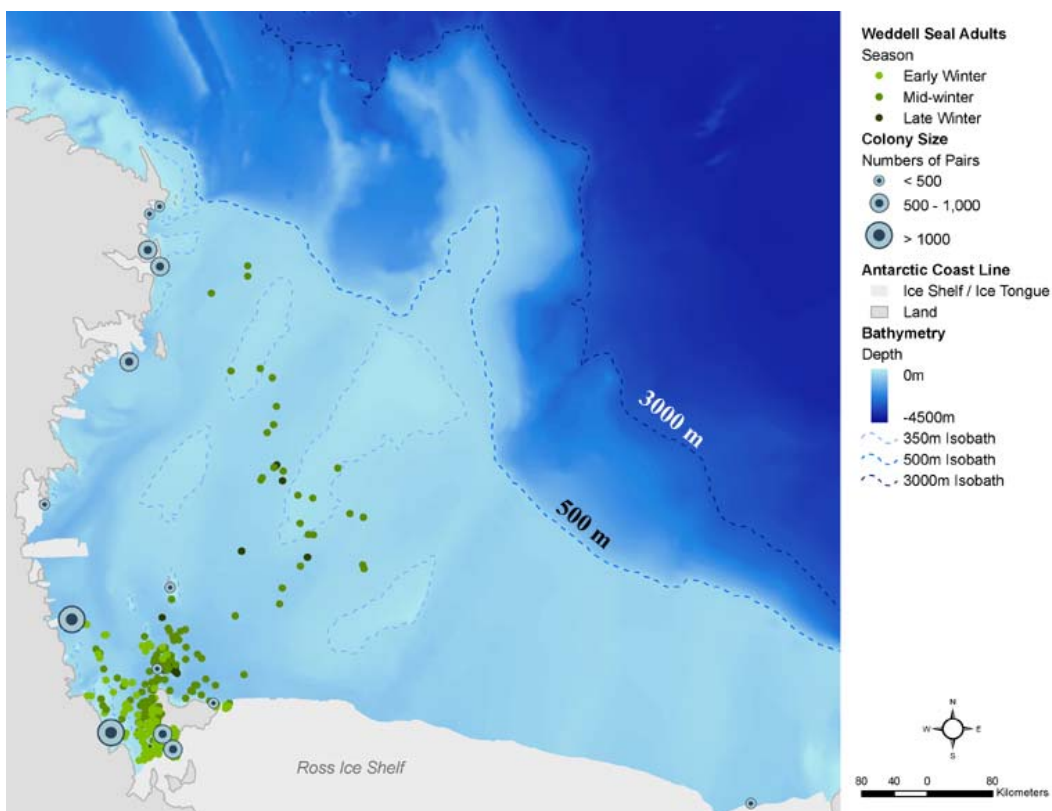 3000 m
500 m
Ross Ice Shelf
Weddell Seal Adults
Season
Early Winter
Mid-winter
Late Winter
Colony Size
Numbers of Pairs
< 500
500 - 1,000
> 1000
Antarctic Coast Line
Ice Shelf / Ice Tongue
Land
Bathymetry
Depth
0m
-4500m
350m Isobath
500m Isobath
3000m Isobath
N
W E
S
80 40 0 80
Kilometers